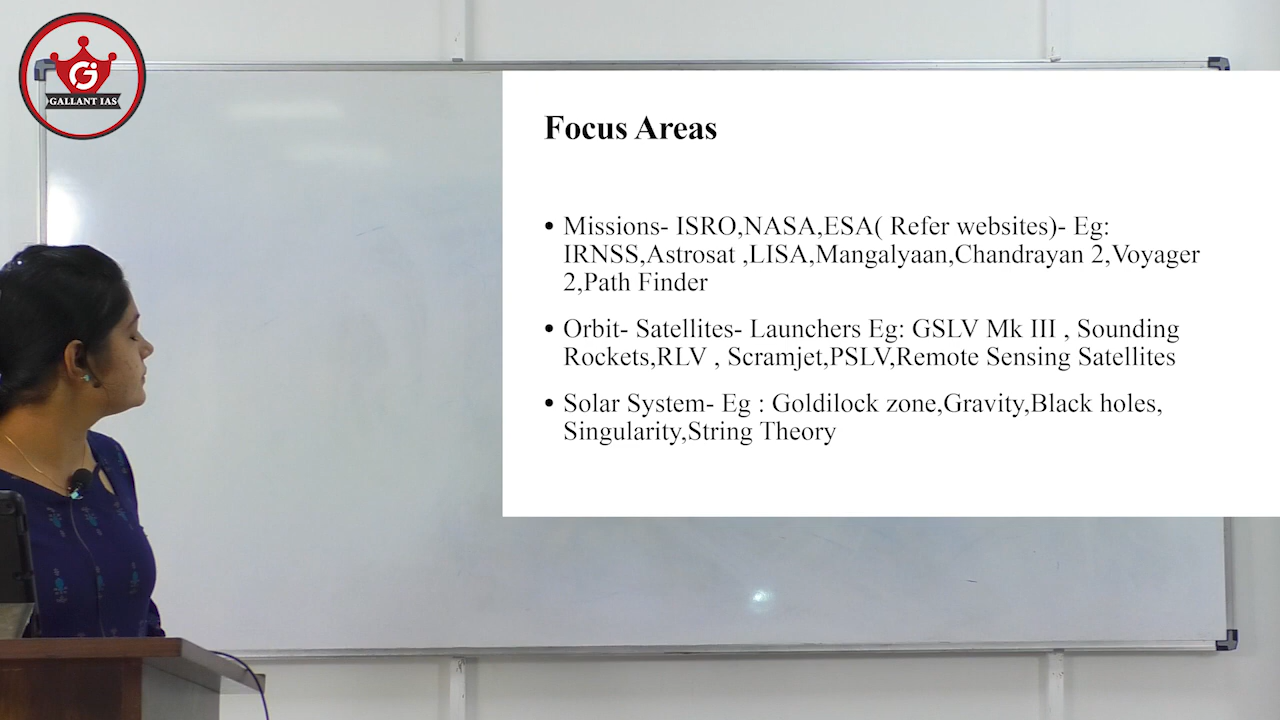 Gi
GALLANT IAS
Focus Areas
• Missions- ISRO,NASA,ESA( Refer websites)- Eg:
IRNSS,Astrosat ,LISA,Mangalyaan,Chandrayan 2,Voyager
2,Path Finder
• Orbit- Satellites- Launchers Eg: GSLV Mk III , Sounding
Rockets,RLV , Scramjet,PSLV,Remote Sensing Satellites
• Solar System- Eg : Goldilock zone,Gravity,Black holes,
Singularity,String Theory